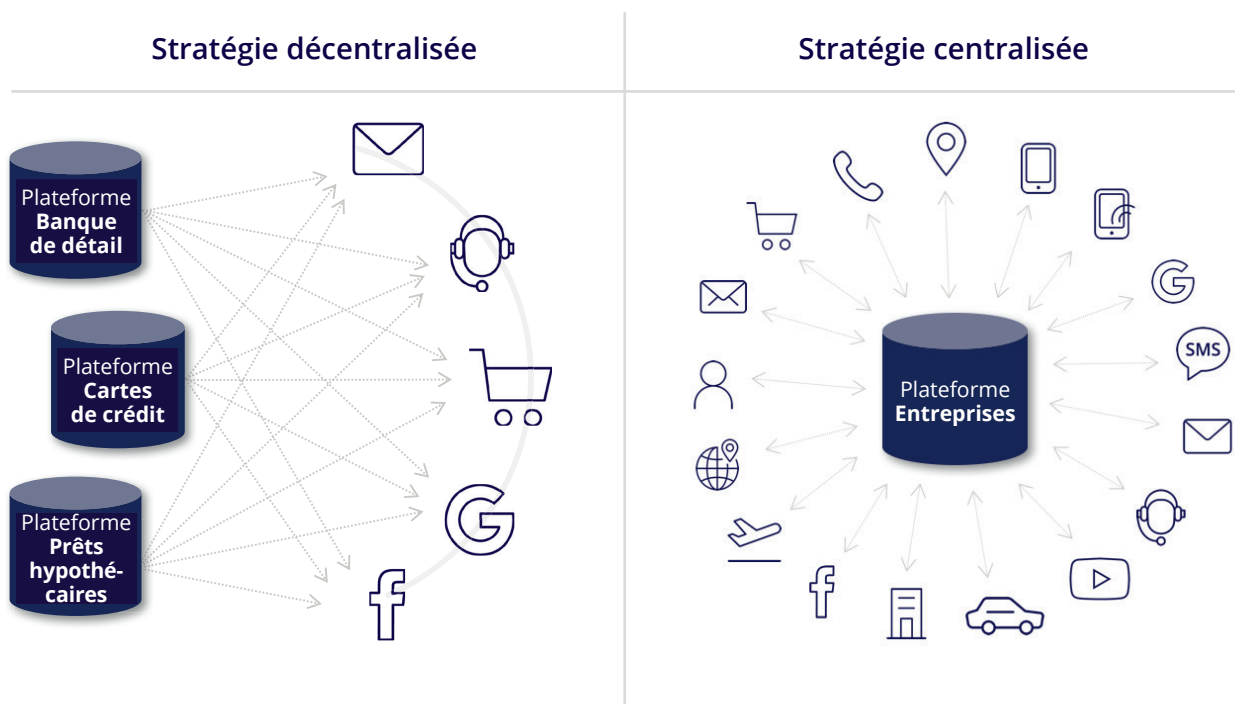 Stratégie décentralisée
Plateforme
Banque
de détail
Plateforme
Cartes
de crédit
Plateforme
Prêts
hypothé-
caires
Stratégie centralisée
SMS
Plateforme
Entreprises